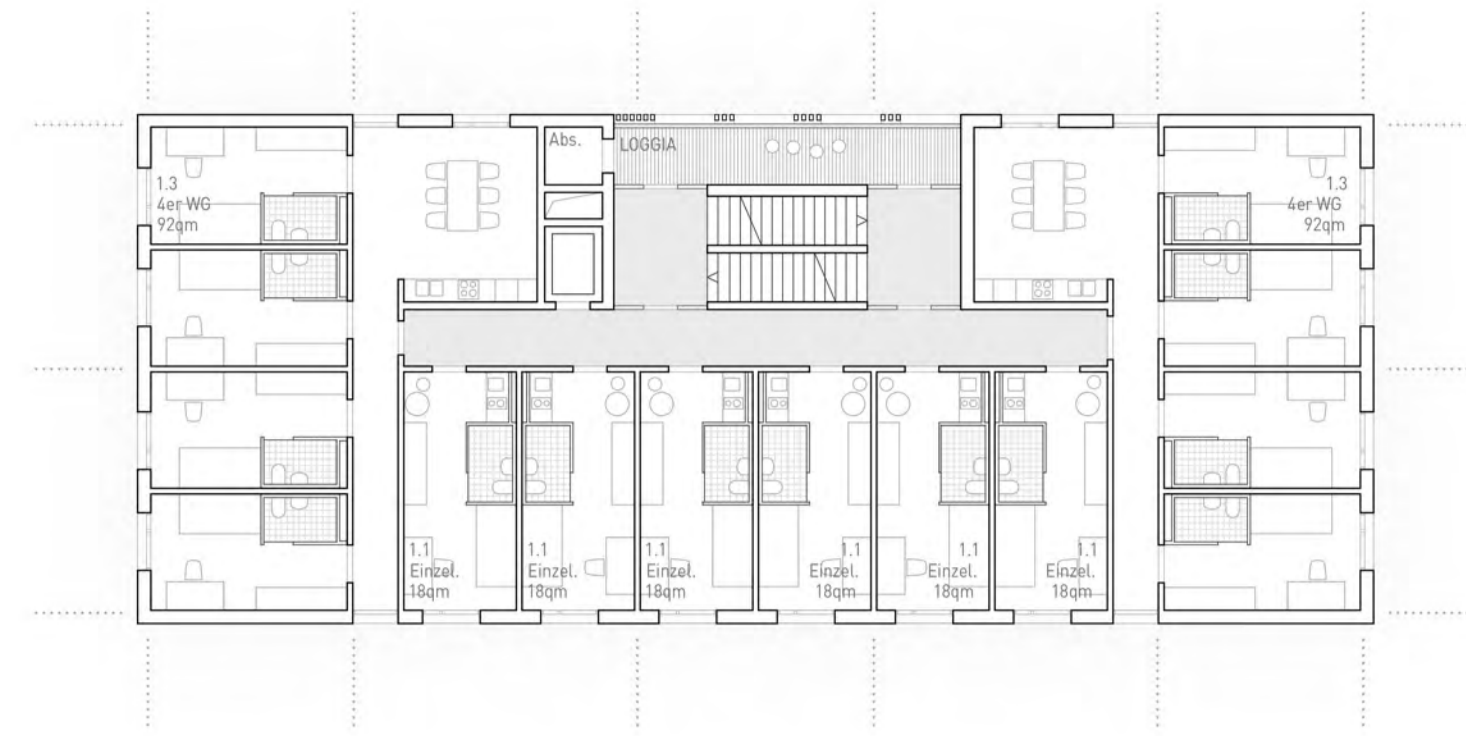 Abs.
LOGGIA
1.3
4er WG
92qm
1.3
4er WG
92qm
1.1
Einzel.
18qm
1.1
Einzel.
18qm
1.1
Einzel.
18qm
1.1
Einzel.
18qm
1.1
Einzel.
18qm
1.1
Einzel.
18qm